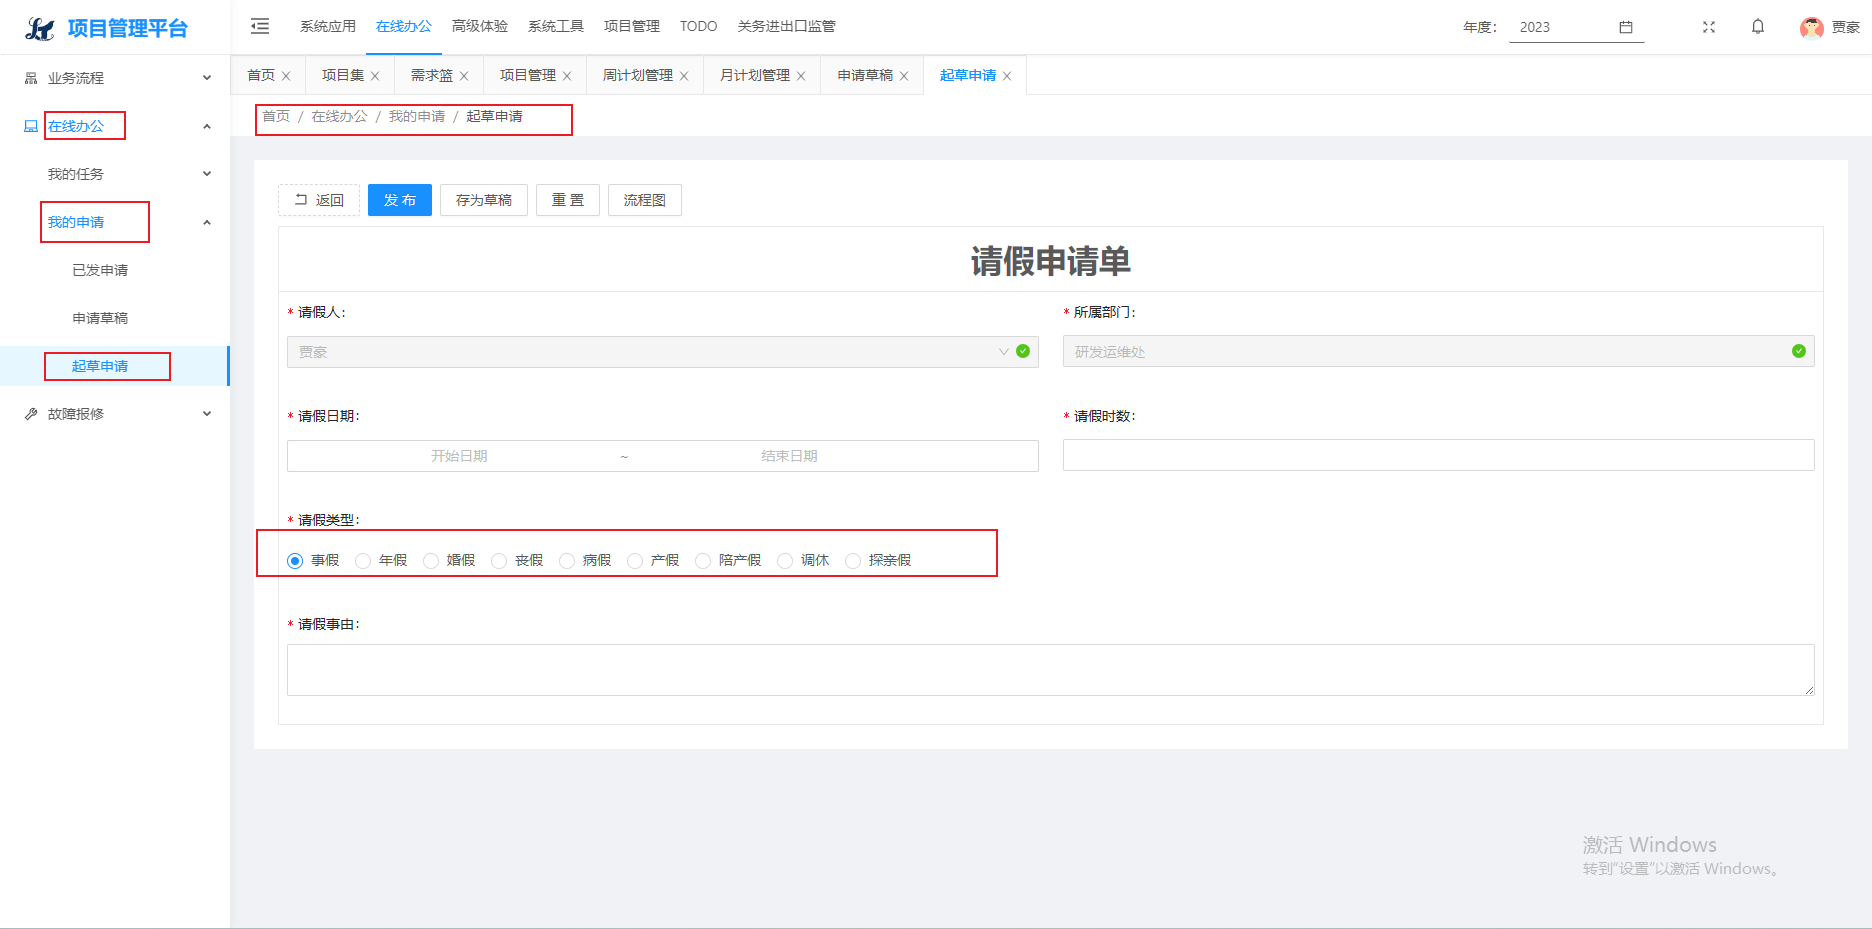 项目管理平台
系统应用 在线办公 高级体验 系统工具 项目管理 TODO 关务进出口监管
年度： 2023
贾豪
首页 项目集 需求篮 项目管理 周计划管理 月计划管理 申请草稿 起草申请
首页 / 在线办公 / 我的申请 / 起草申请
业务流程
在线办公
我的任务
我的申请
已发申请
申请草稿
起草申请
故障报修
返回 发 布 存为草稿 重 置 流程图
请假申请单
* 请假人： * 所属部门：
贾豪 研发运维处
* 请假日期： * 请假时数：
开始日期 ~ 结束日期
* 请假类型：
事假 年假 婚假 丧假 病假 产假 陪产假 调休 探亲假
* 请假事由：
激活 Windows
转到“设置”以激活 Windows。